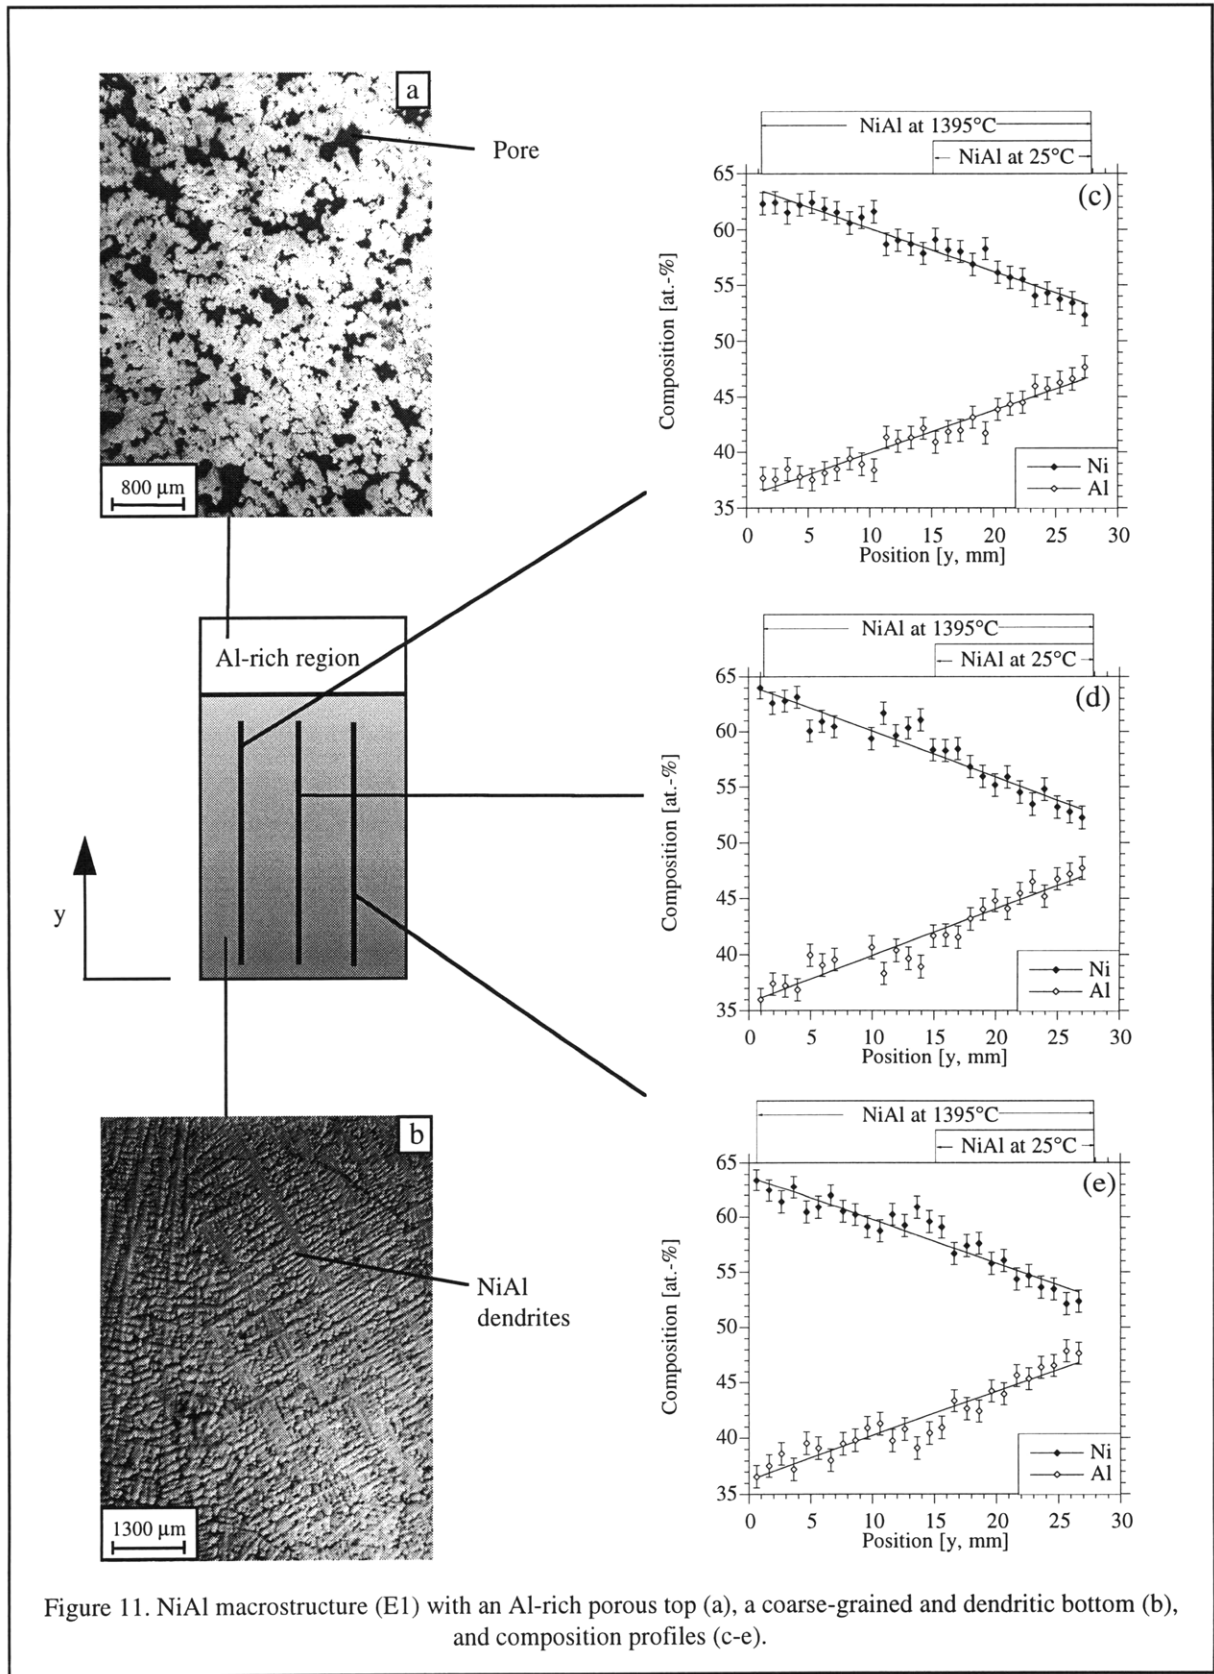 a
Pore
800 µm
NiAl at 1395°C
NiAl at 25°C
65
(c)
60
55
50
45
40
35
Composition [at.-%]
Ni
Al
0 5 10 15 20 25 30
Position [y, mm]
Al-rich region
y
NiAl at 1395°C
NiAl at 25°C
65
(d)
60
55
50
45
40
35
Composition [at.-%]
Ni
Al
0 5 10 15 20 25 30
Position [y, mm]
b
NiAl
dendrites
1300 µm
NiAl at 1395°C
NiAl at 25°C
65
(e)
60
55
50
45
40
35
Composition [at.-%]
Ni
Al
0 5 10 15 20 25 30
Position [y, mm]
Figure 11. NiAl macrostructure (E1) with an Al-rich porous top (a), a coarse-grained and dendritic bottom (b),
and composition profiles (c-e).